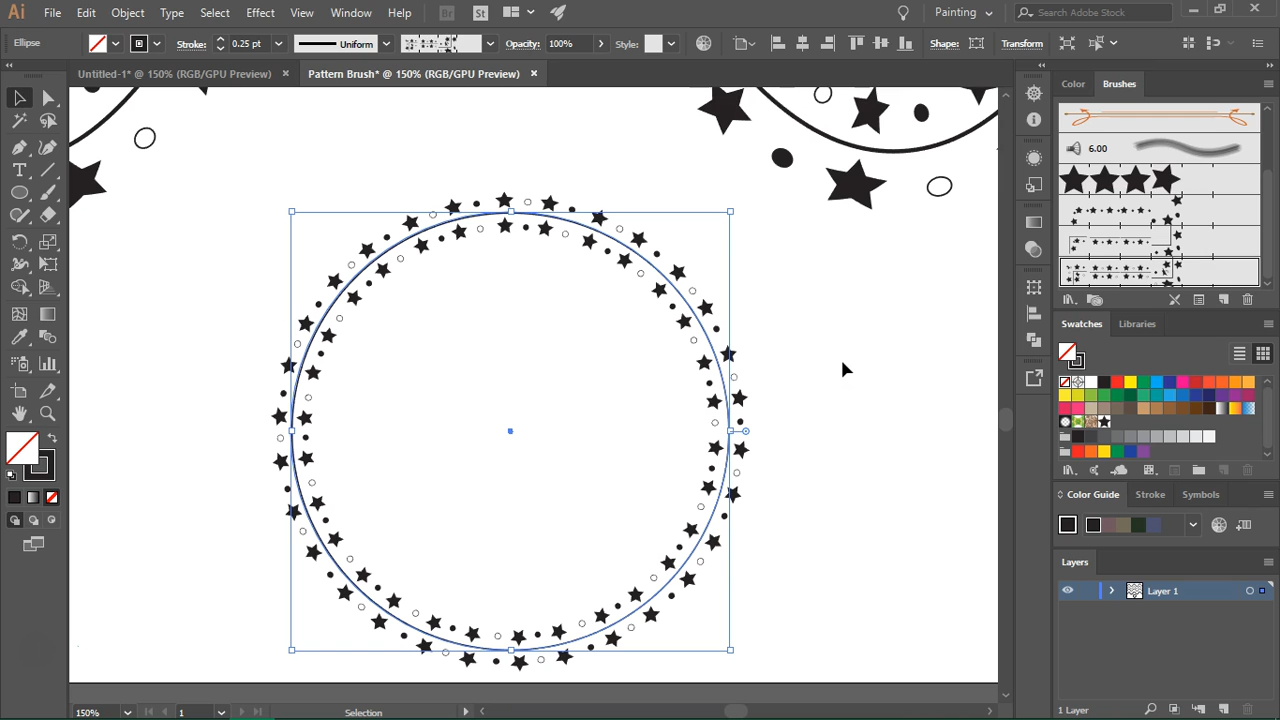 Ai File Edit Object Type Select Effect View Window Help Br St Painting Search Adobe Stock
Ellipse Stroke: 0.25 pt Uniform Opacity: 100% Style: Shape: Transform
Untitled-1* @ 150% (RGB/GPU Preview) Pattern Brush* @ 150% (RGB/GPU Preview)
Color Brushes
6.00
Swatches Libraries
Color Guide Stroke Symbols
Layers
Layer 1
1 Layer
150% 1 Selection